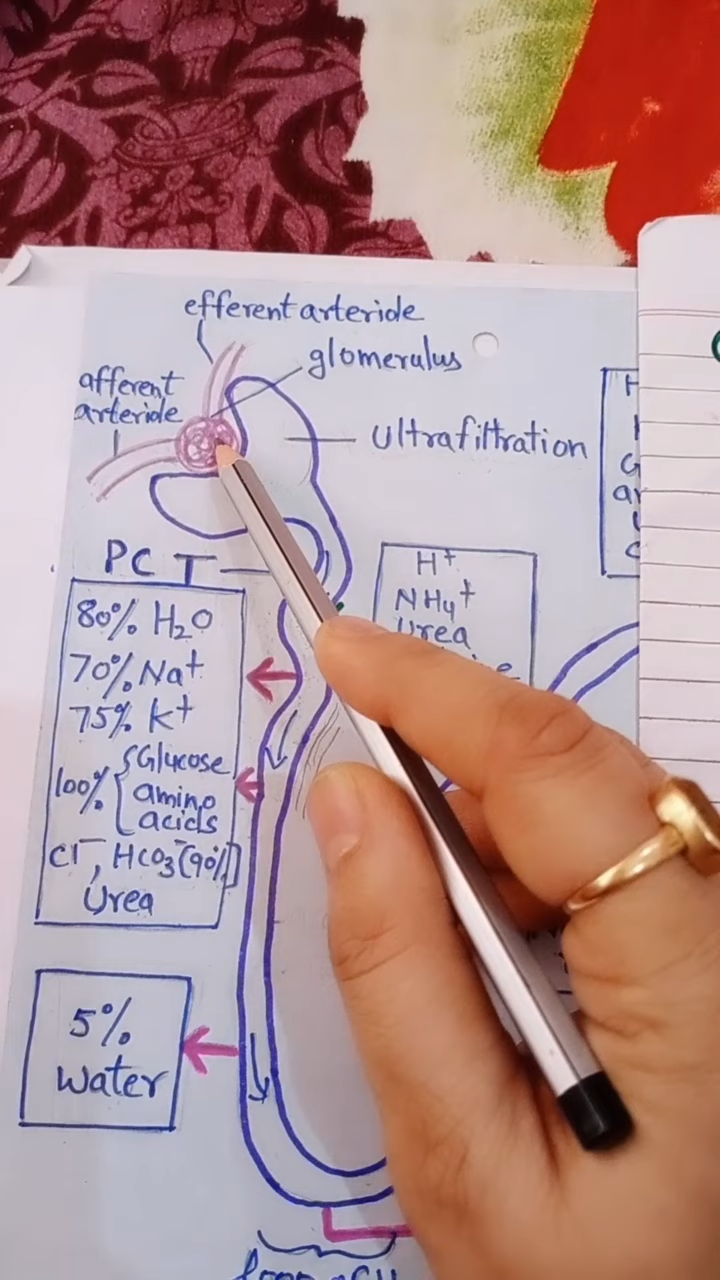 efferent arteride
glomerulus
afferent
arteride
Ultrafiltration
PCT
80% H₂O
70% Na⁺
75% K⁺
100% { Glucose
amino
acids
Cl⁻, HCO₃⁻(90%)
Urea
H⁺
NH₄⁺
Urea
5%
Water